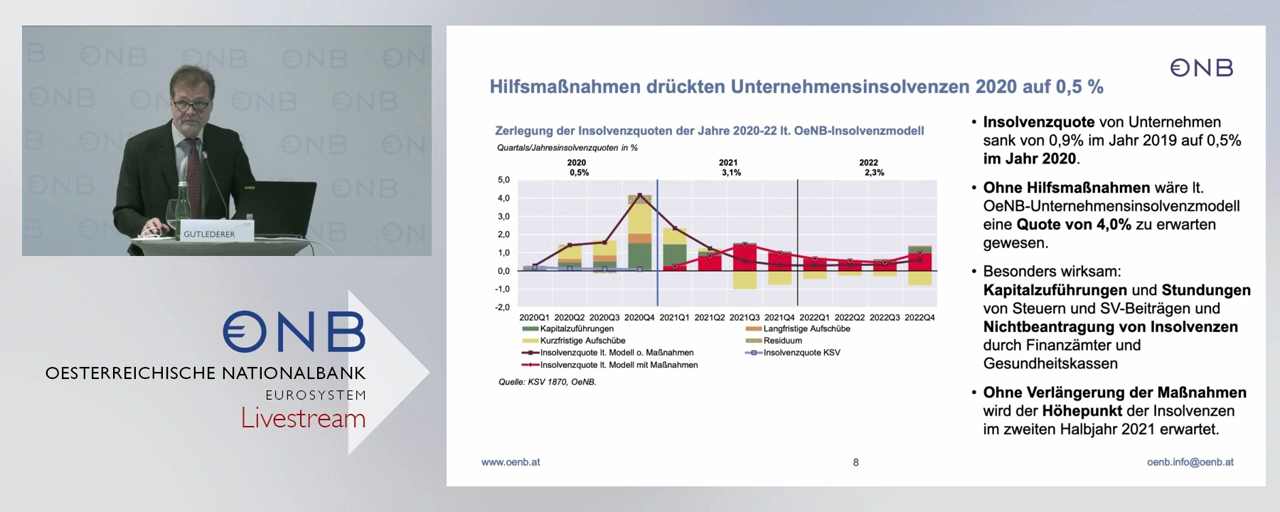 GUTLEDERER
€NB
OESTERREICHISCHE NATIONALBANK
EUROSYSTEM
Livestream
€NB
Hilfsmaßnahmen drückten Unternehmensinsolvenzen 2020 auf 0,5 %
Zerlegung der Insolvenzquoten der Jahre 2020-22 lt. OeNB-Insolvenzmodell
Quartals/Jahresinsolvenzquoten in %
2020 2021 2022
0,5% 3,1% 2,3%
5,0
4,0
3,0
2,0
1,0
0,0
-1,0
-2,0
2020Q1 2020Q2 2020Q3 2020Q4 2021Q1 2021Q2 2021Q3 2021Q4 2022Q1 2022Q2 2022Q3 2022Q4
Kapitalzuführungen Langfristige Aufschübe
Kurzfristige Aufschübe Residuum
Insolvenzquote lt. Modell o. Maßnahmen Insolvenzquote KSV
Insolvenzquote lt. Modell mit Maßnahmen
Quelle: KSV 1870, OeNB.
• Insolvenzquote von Unternehmen
sank von 0,9% im Jahr 2019 auf 0,5%
im Jahr 2020.
• Ohne Hilfsmaßnahmen wäre lt.
OeNB-Unternehmensinsolvenzmodell
eine Quote von 4,0% zu erwarten
gewesen.
• Besonders wirksam:
Kapitalzuführungen und Stundungen
von Steuern und SV-Beiträgen und
Nichtbeantragung von Insolvenzen
durch Finanzämter und
Gesundheitskassen
• Ohne Verlängerung der Maßnahmen
wird der Höhepunkt der Insolvenzen
im zweiten Halbjahr 2021 erwartet.
www.oenb.at 8 oenb.info@oenb.at